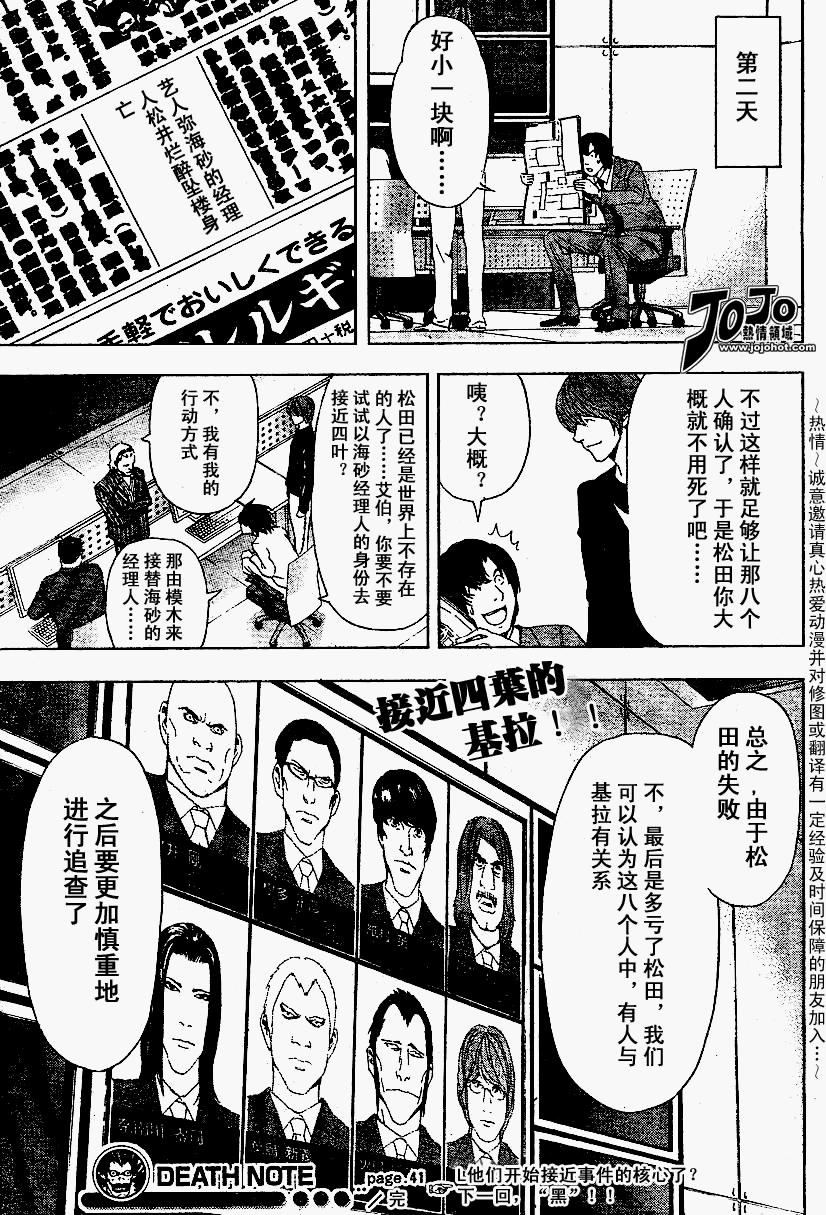 第二天
好小一块啊……
艺人弥海砂的经理
人松井烂醉坠楼身
亡
手軽でおいしくできる
JOJO
熱情領域
www.jojohot.com
不过这样就足够让那八个
人确认了，于是松田你大
概就不用死了吧……
咦？大概？
松田已经是世界上不存在
的人了……艾伯，你要不要
试试以海砂经理人的身份去
接近四叶？
不，我有我的
行动方式
那由模木来
接替海砂的
经理人……
接近四葉的
基拉！！
总之,由于松
田的失败
不，最后是多亏了松田，我们
可以认为这八个人中，有人与
基拉有关系
之后要更加慎重地
进行追查了
DEATH NOTE
page.41
完
L他们开始接近事件的核心了？
下一回，“黑”！！
～热情～诚意邀请真心热爱动漫并对修图或翻译有一定经验及时间保障的朋友加入…～